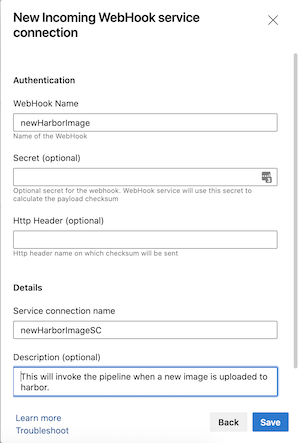 New Incoming WebHook service
connection
Authentication
WebHook Name
newHarborImage
Name of the WebHook
Secret (optional)
Optional secret for the webhook. WebHook service will use this secret to
calculate the payload checksum
Http Header (optional)
Http header name on which checksum will be sent
Details
Service connection name
newHarborImageSC
Description (optional)
This will invoke the pipeline when a new image is uploaded to
harbor.
Learn more
Troubleshoot
Back
Save